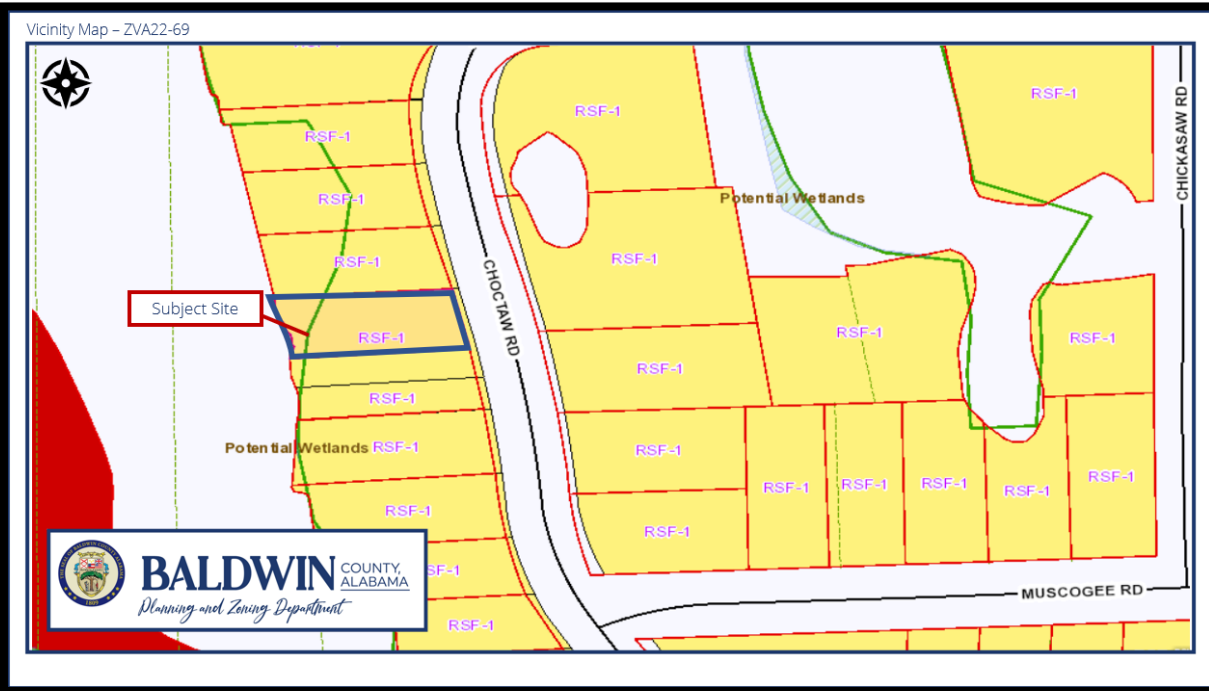 Vicinity Map – ZVA22-69
RSF-1
RSF-1
RSF-1
CHICKASAW RD
RSF-1
RSF-1
Potential Wetlands
RSF-1
RSF-1
CHOCTAW RD
Subject Site
RSF-1
RSF-1
RSF-1
RSF-1
RSF-1
Potential Wetlands
RSF-1
RSF-1
RSF-1
RSF-1
RSF-1
RSF-1
RSF-1
RSF-1
RSF-1
SF-1
MUSCOGEE RD
RSF-1
BALDWIN
COUNTY,
ALABAMA
Planning and Zoning Department